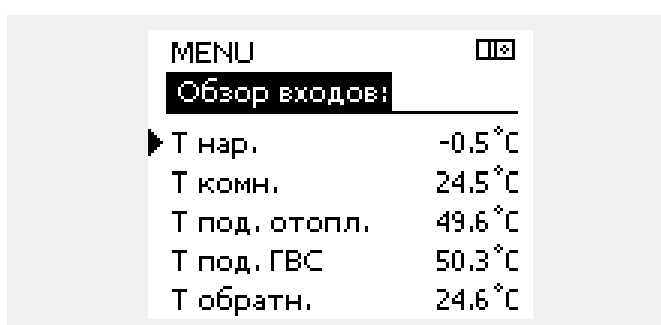 MENU
Обзор входов:
Т нар. -0.5°C
Т комн. 24.5°C
Т под. отопл. 49.6°C
Т под. ГВС 50.3°C
Т обратн. 24.6°C